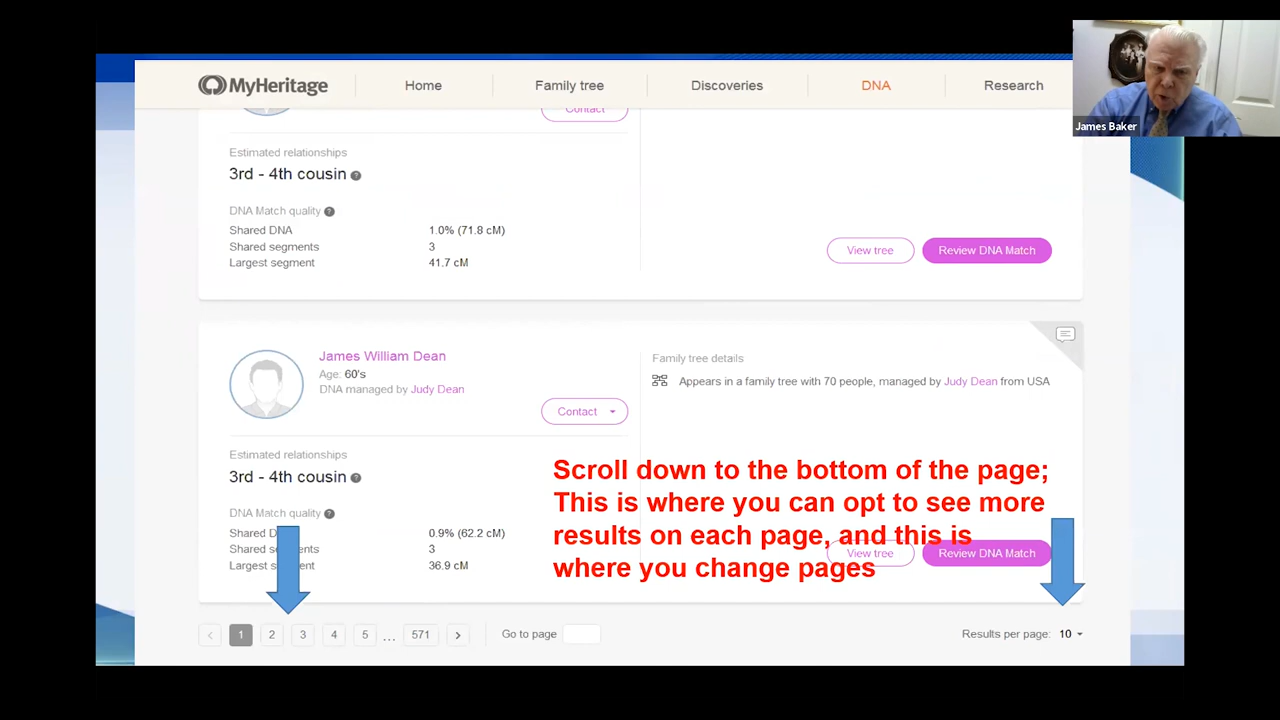 MyHeritage
Home
Family tree
Discoveries
DNA
Research
James Baker
Contact
Estimated relationships
3rd - 4th cousin
DNA Match quality
Shared DNA 1.0% (71.8 cM)
Shared segments 3
Largest segment 41.7 cM
View tree
Review DNA Match
James William Dean
Age: 60's
DNA managed by Judy Dean
Contact
Family tree details
Appears in a family tree with 70 people, managed by Judy Dean from USA
Estimated relationships
3rd - 4th cousin
DNA Match quality
Shared 0.9% (62.2 cM)
Shared 3
Largest 36.9 cM
Scroll down to the bottom of the page;
This is where you can opt to see more
results on each page, and this is
where you change pages
View tree
Review DNA Match
< 1 2 3 4 5 ... 571 >
Go to page
Results per page: 10